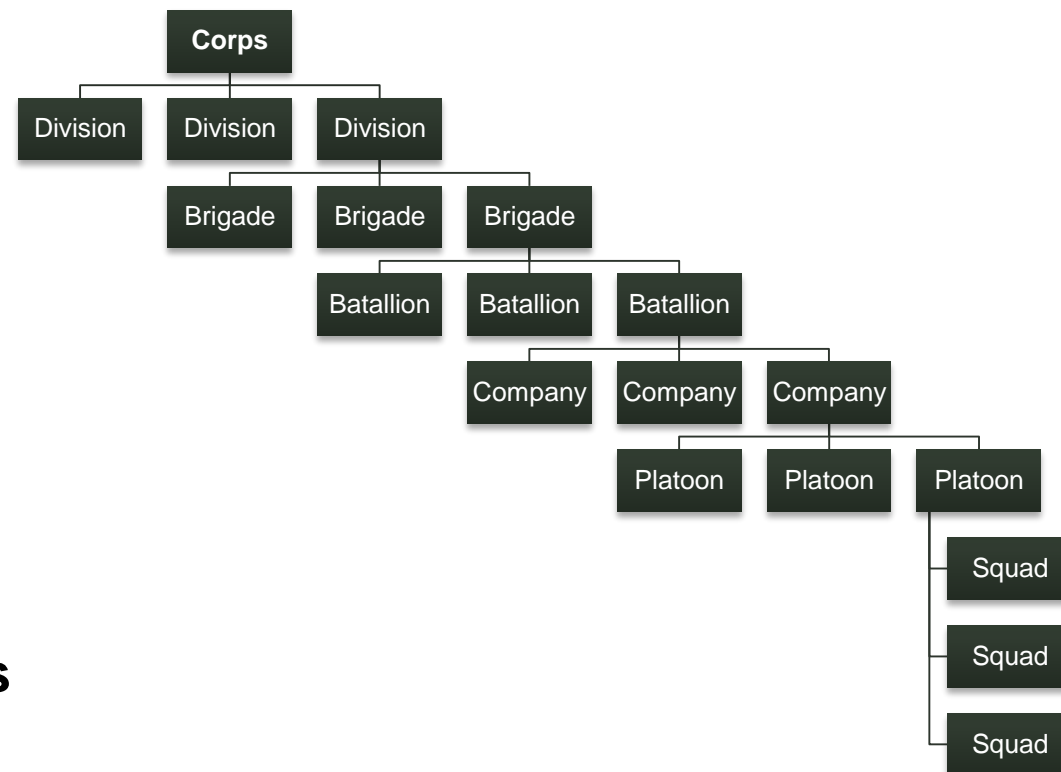 Corps
Division Division Division
Brigade Brigade Brigade
Batallion Batallion Batallion
Company Company Company
Platoon Platoon Platoon
Squad
Squad
s
Squad